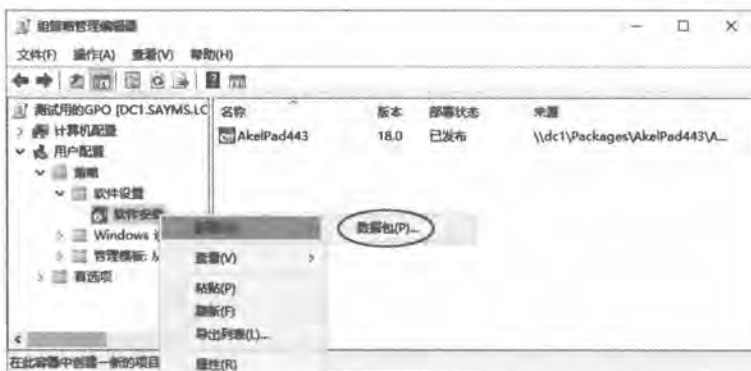 组策略管理编辑器
文件(F) 操作(A) 查看(V) 帮助(H)
测试用的GPO [DC1.SAYMS.LC
计算机配置
用户配置
策略
软件设置
软件安装
Windows 设
管理模板: 从
首选项
名称 版本 部署状态 来源
AkelPad443 18.0 已发布 \\dc1\Packages\AkelPad443\A...
数据包(P)...
查看(V)
粘贴(P)
刷新(F)
导出列表(L)...
属性(R)
在此容器中创建一新的项目